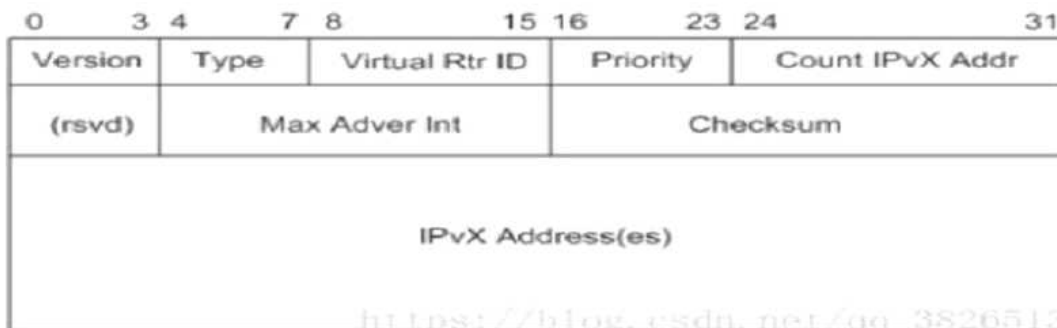 0 3 4 7 8 15 16 23 24 31
Version Type Virtual Rtr ID Priority Count IPvX Addr
(rsvd) Max Adver Int Checksum
IPvX Address(es)
https://blog.csdn.net/qq_3826512